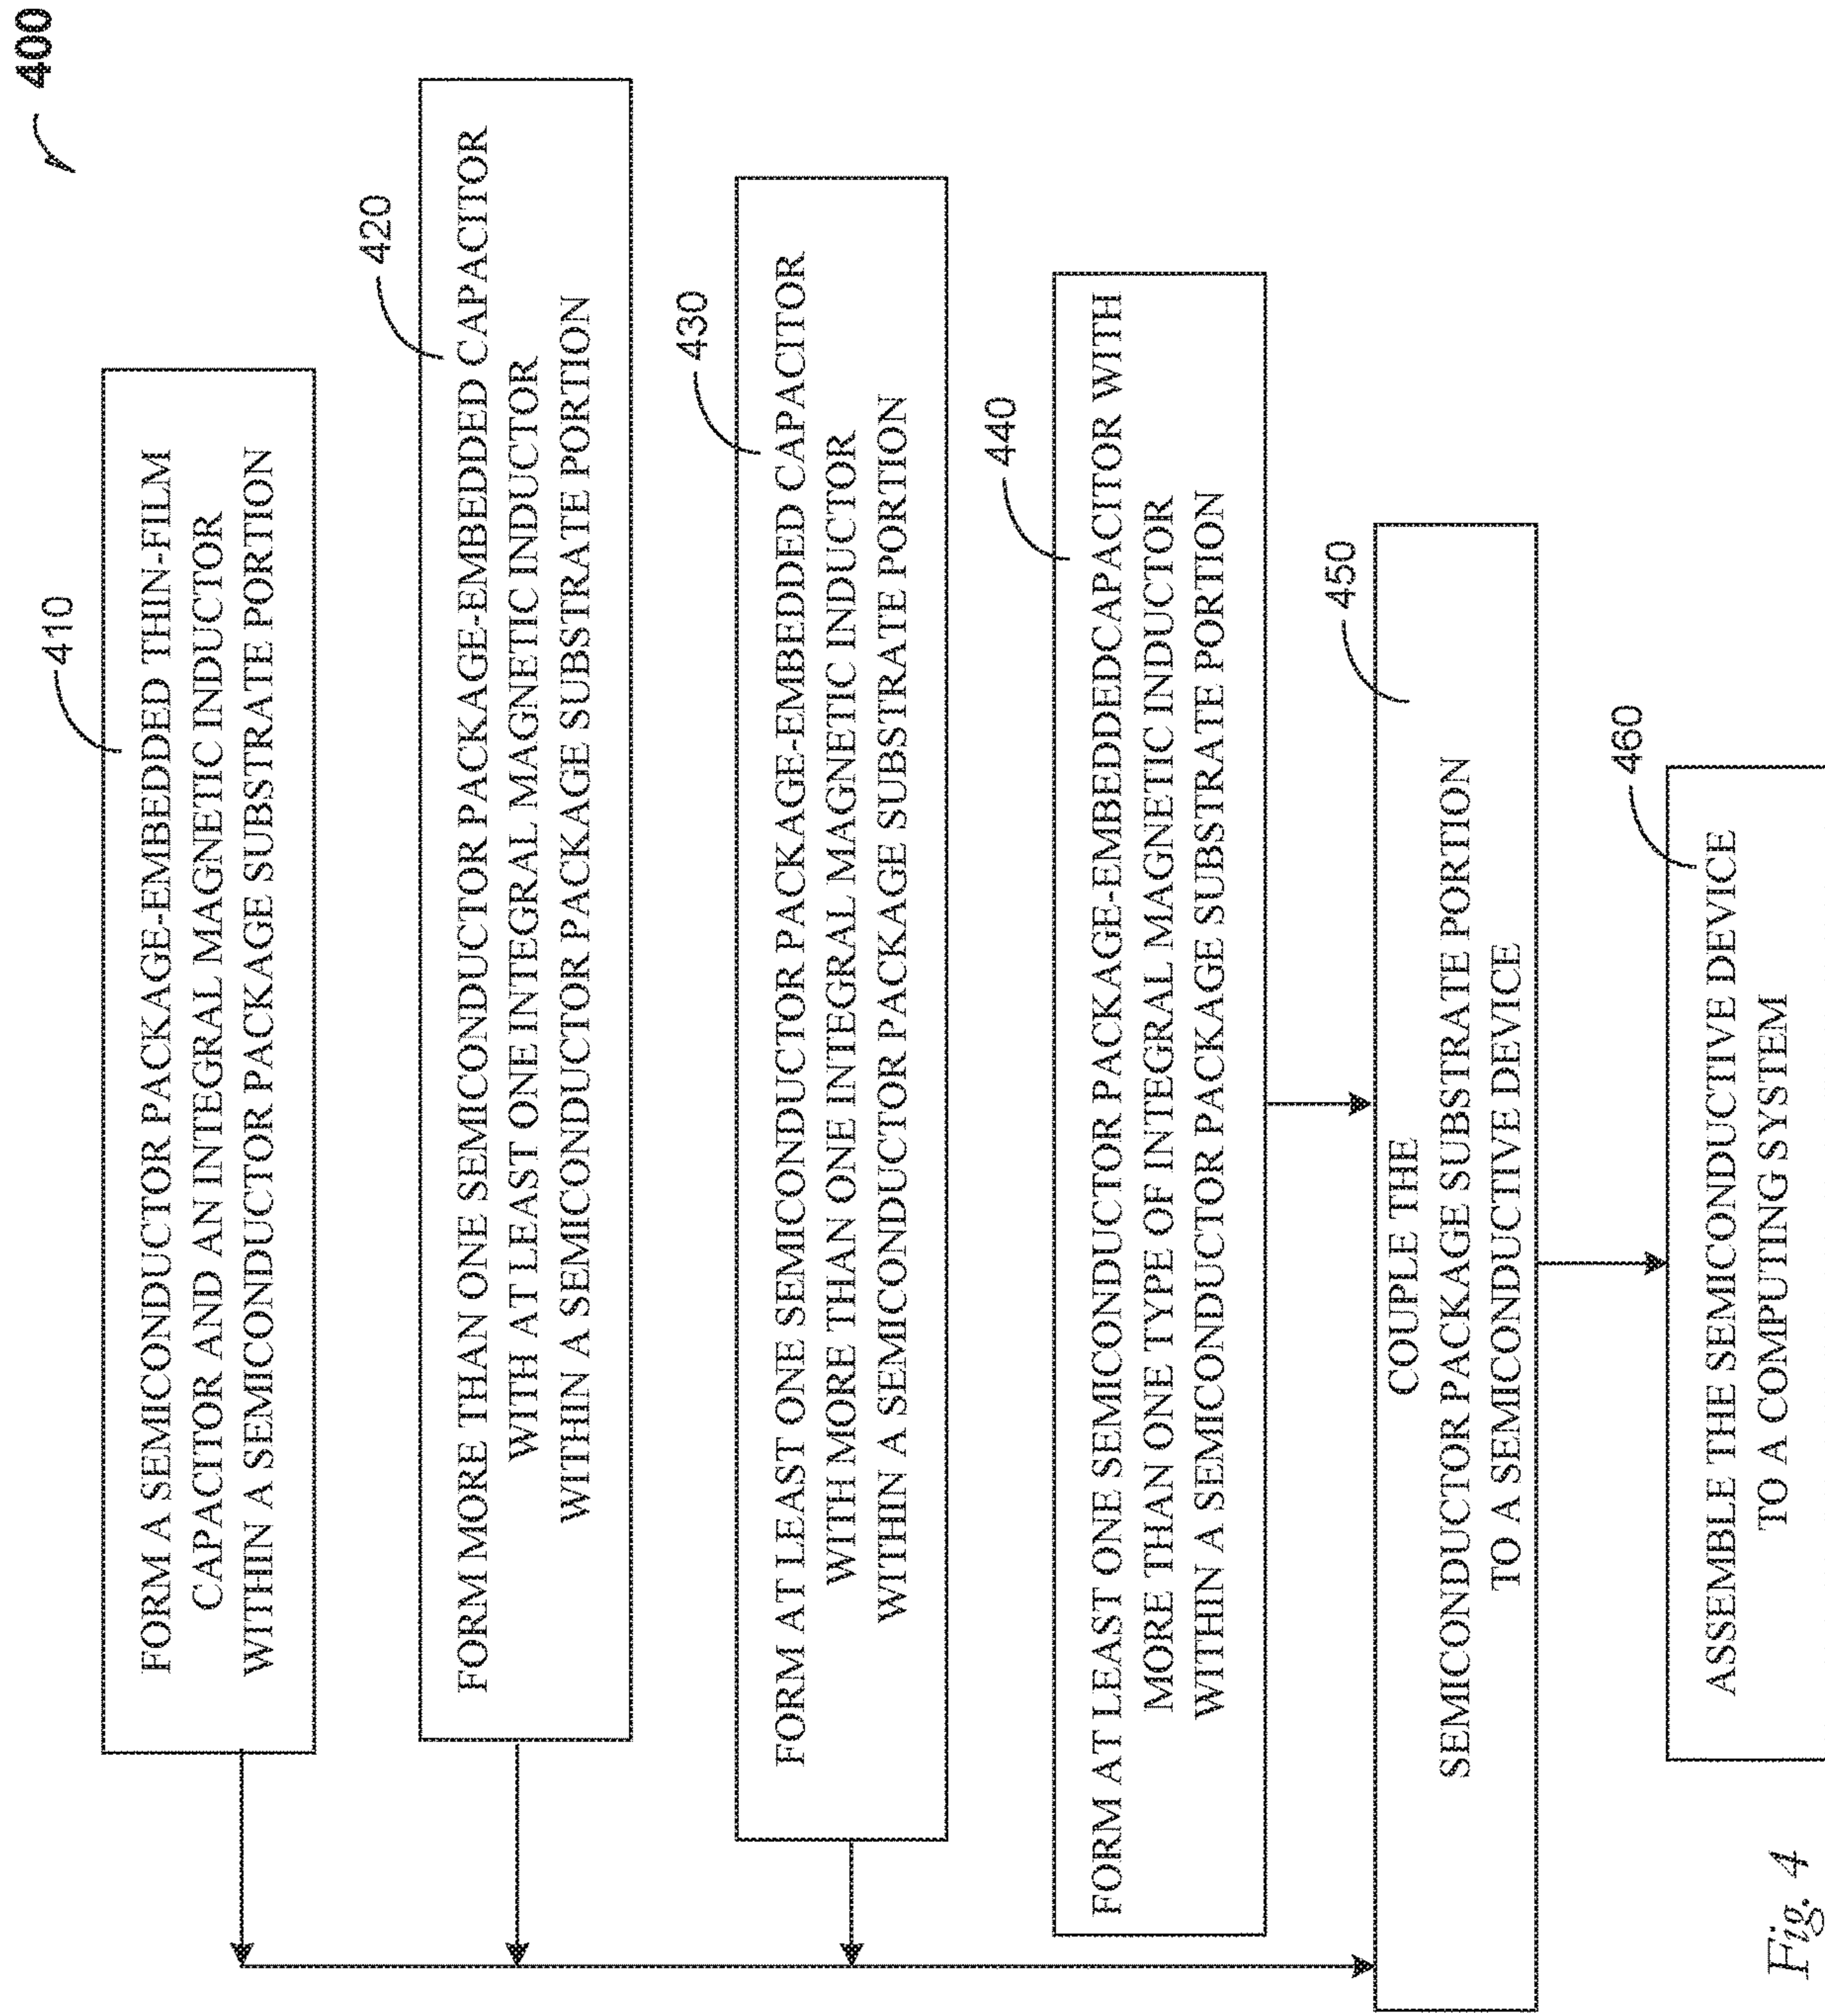 400
410
FORM A SEMICONDUCTOR PACKAGE-EMBEDDED THIN-FILM
CAPACITOR AND AN INTEGRAL MAGNETIC INDUCTOR
WITHIN A SEMICONDUCTOR PACKAGE SUBSTRATE PORTION
420
FORM MORE THAN ONE SEMICONDUCTOR PACKAGE-EMBEDDED CAPACITOR
WITH AT LEAST ONE INTEGRAL MAGNETIC INDUCTOR
WITHIN A SEMICONDUCTOR PACKAGE SUBSTRATE PORTION
430
FORM AT LEAST ONE SEMICONDUCTOR PACKAGE-EMBEDDED CAPACITOR
WITH MORE THAN ONE INTEGRAL MAGNETIC INDUCTOR
WITHIN A SEMICONDUCTOR PACKAGE SUBSTRATE PORTION
440
FORM AT LEAST ONE SEMICONDUCTOR PACKAGE-EMBEDDEDCAPACITOR WITH
MORE THAN ONE TYPE OF INTEGRAL MAGNETIC INDUCTOR
WITHIN A SEMICONDUCTOR PACKAGE SUBSTRATE PORTION
450
COUPLE THE
SEMICONDUCTOR PACKAGE SUBSTRATE PORTION
TO A SEMICONDUCTIVE DEVICE
460
ASSEMBLE THE SEMICONDUCTIVE DEVICE
TO A COMPUTING SYSTEM
Fig. 4